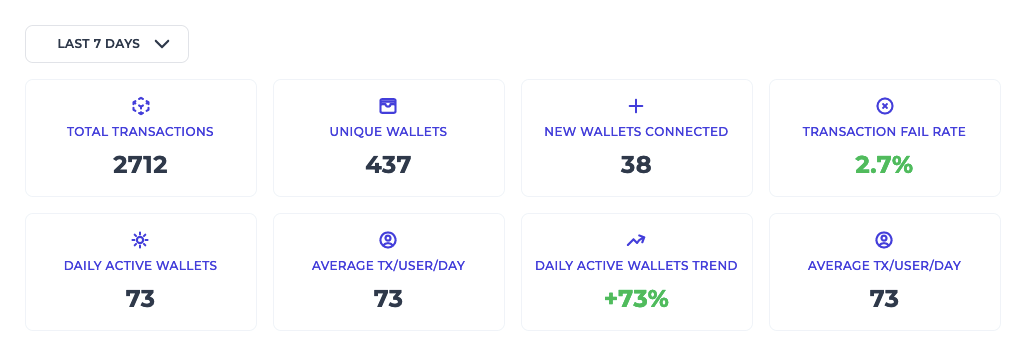 LAST 7 DAYS
TOTAL TRANSACTIONS
2712
UNIQUE WALLETS
437
NEW WALLETS CONNECTED
38
TRANSACTION FAIL RATE
2.7%
DAILY ACTIVE WALLETS
73
AVERAGE TX/USER/DAY
73
DAILY ACTIVE WALLETS TREND
+73%
AVERAGE TX/USER/DAY
73